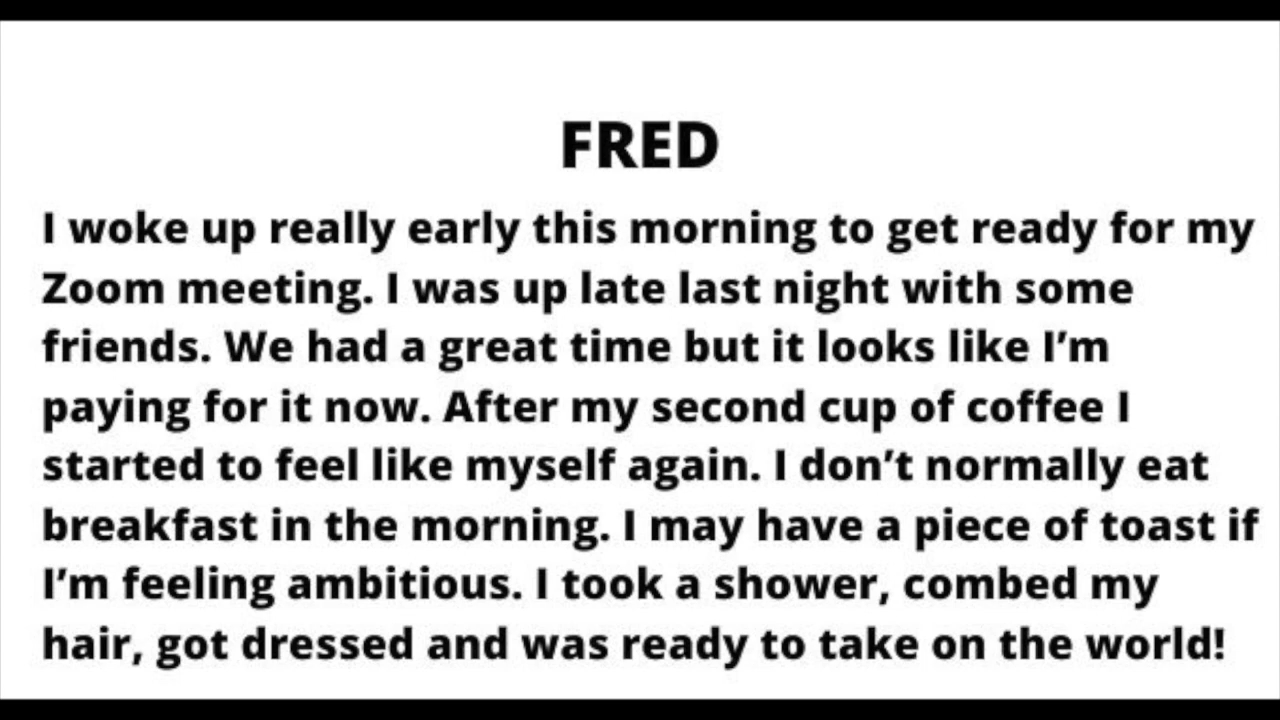 FRED
I woke up really early this morning to get ready for my
Zoom meeting. I was up late last night with some
friends. We had a great time but it looks like I’m
paying for it now. After my second cup of coffee I
started to feel like myself again. I don’t normally eat
breakfast in the morning. I may have a piece of toast if
I’m feeling ambitious. I took a shower, combed my
hair, got dressed and was ready to take on the world!